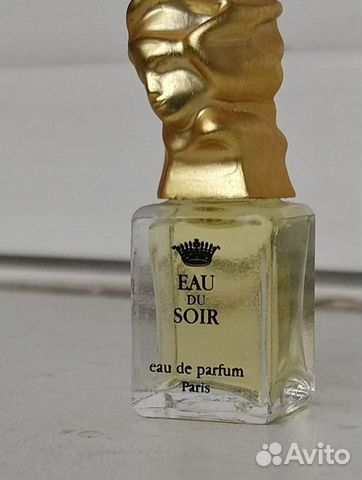 EAU
DU
SOIR
eau de parfum
Paris
Avito